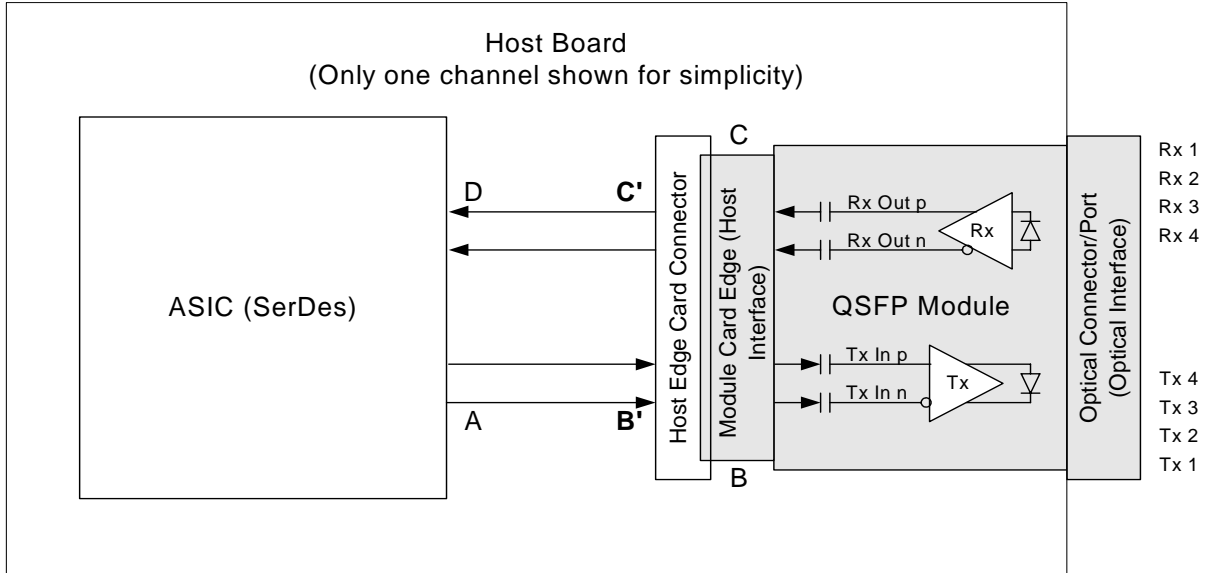 Host Board
(Only one channel shown for simplicity)
ASIC (SerDes)
D
C'
A
B'
Host Edge Card Connector
C
Module Card Edge (Host
Interface)
B
Rx Out p
Rx Out n
Rx
QSFP Module
Tx In p
Tx In n
Tx
Optical Connector/Port
(Optical Interface)
Rx 1
Rx 2
Rx 3
Rx 4
Tx 4
Tx 3
Tx 2
Tx 1